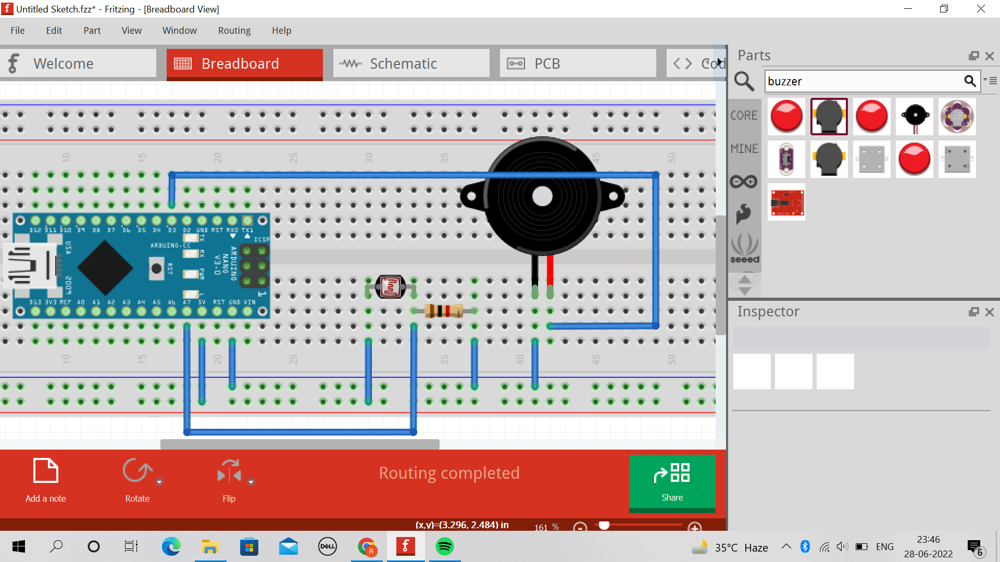 Untitled Sketch.fzz* - Fritzing - [Breadboard View]
File Edit Part View Window Routing Help
Welcome Breadboard Schematic PCB Cod
Parts
buzzer
CORE
MINE
seeed
10 15 20 25 30 35 45 50
D12 D11 D10 D9 D8 D7 D6 D5 D4 D3 D2 GND RST RX0 TX1
ICSP
ARDUINO.CC
TX
RX
PWR
L
RST
USA
2009
ARDUINO
NANO
V3.0
1
D13 3V3 REF A0 A1 A2 A3 A4 A5 A6 A7 5V RST GND VIN
10 15 20 25 35 40 45 50
Inspector
Add a note
Rotate
Flip
Routing completed
Share
(x,y)=(3.296, 2.484) in
161 %
DELL
R
35°C Haze
ENG
23:46
28-06-2022
6